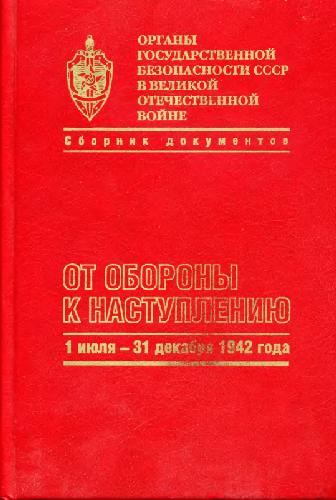 ОРГАНЫ
ГОСУДАРСТВЕННОЙ
БЕЗОПАСНОСТИ СССР
В ВЕЛИКОЙ
ОТЕЧЕСТВЕННОЙ
ВОЙНЕ
Сборник документов
ОТ ОБОРОНЫ
К НАСТУПЛЕНИЮ
1 июля – 31 декабря 1942 года